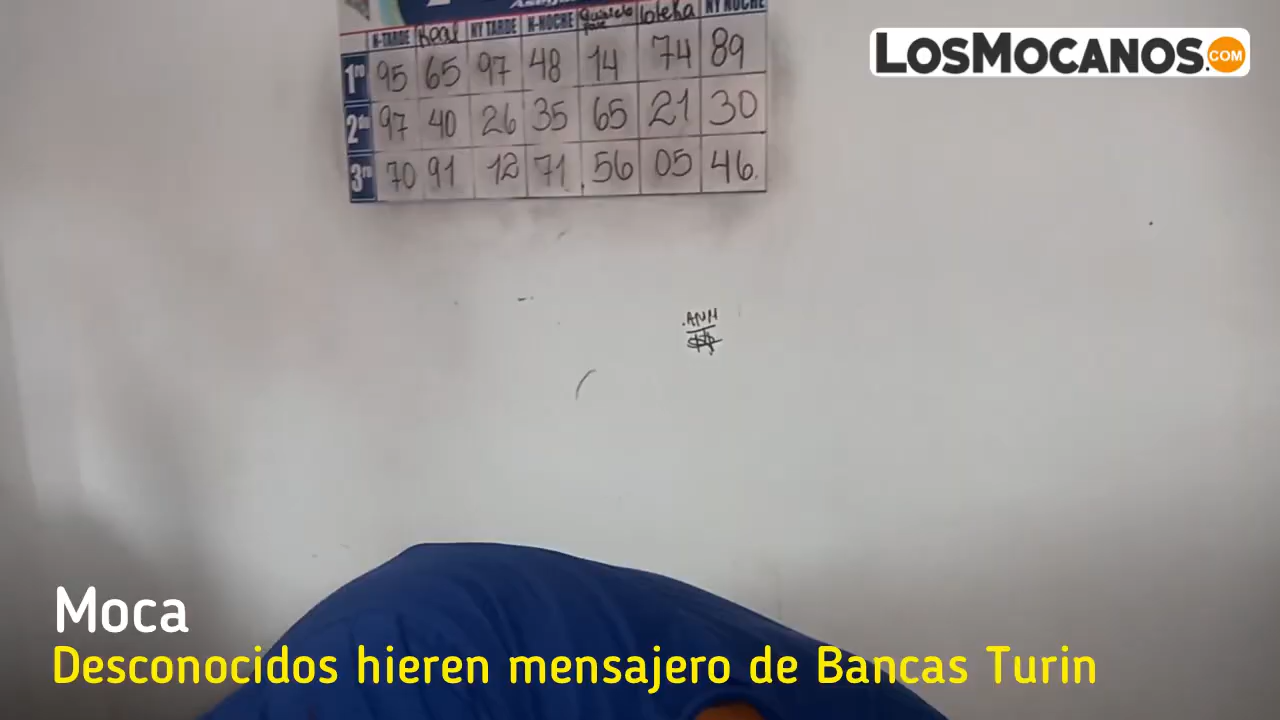 LOSMOCANOS.COM
N-TARDE Real NY TARDE N-NOCHE Quiniela Pale Loteka NY NOCHE
1ro 95 65 97 48 14 74 89
2do 97 40 26 35 65 21 30
3ro 70 91 12 71 56 05 46
.ANN
$$
Moca
Desconocidos hieren mensajero de Bancas Turin